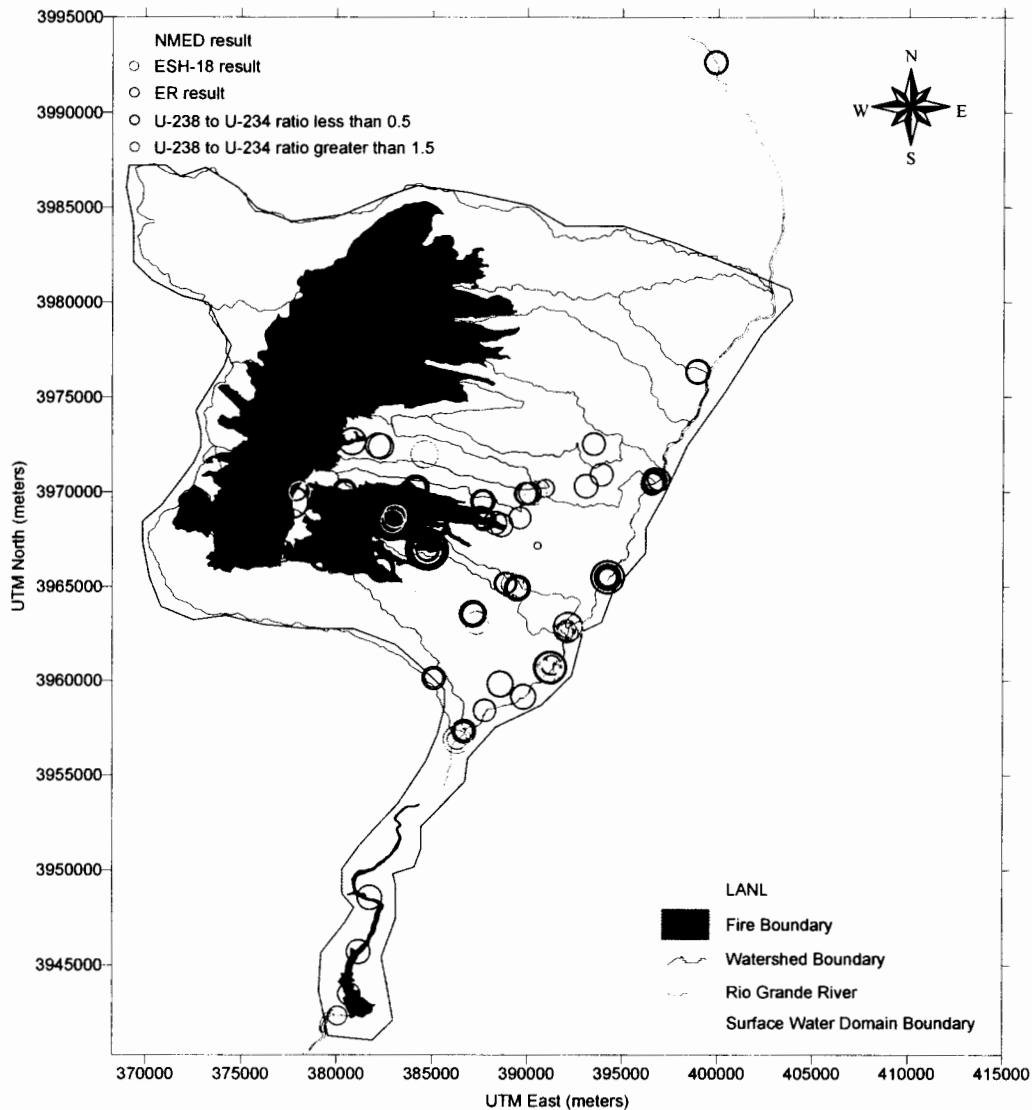 3995000
3990000
3985000
3980000
3975000
3970000
3965000
3960000
3955000
3950000
3945000
UTM North (meters)
NMED result
ESH-18 result
ER result
U-238 to U-234 ratio less than 0.5
U-238 to U-234 ratio greater than 1.5
N
W E
S
LANL
Fire Boundary
Watershed Boundary
Rio Grande River
Surface Water Domain Boundary
370000 375000 380000 385000 390000 395000 400000 405000 410000 415000
UTM East (meters)